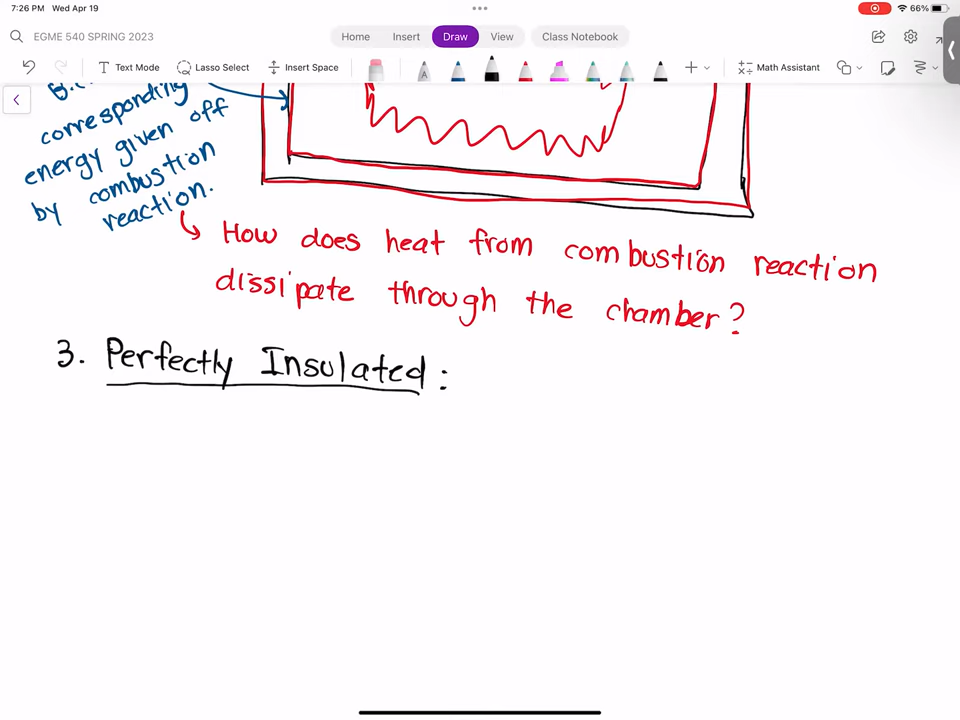 7:26 PM Wed Apr 19
66%
EGME 540 SPRING 2023
Home Insert Draw View Class Notebook
Text Mode Lasso Select Insert Space Math Assistant
corresponding
energy given off
by combustion
reaction.
How does heat from combustion reaction
dissipate through the chamber?
3. Perfectly Insulated: